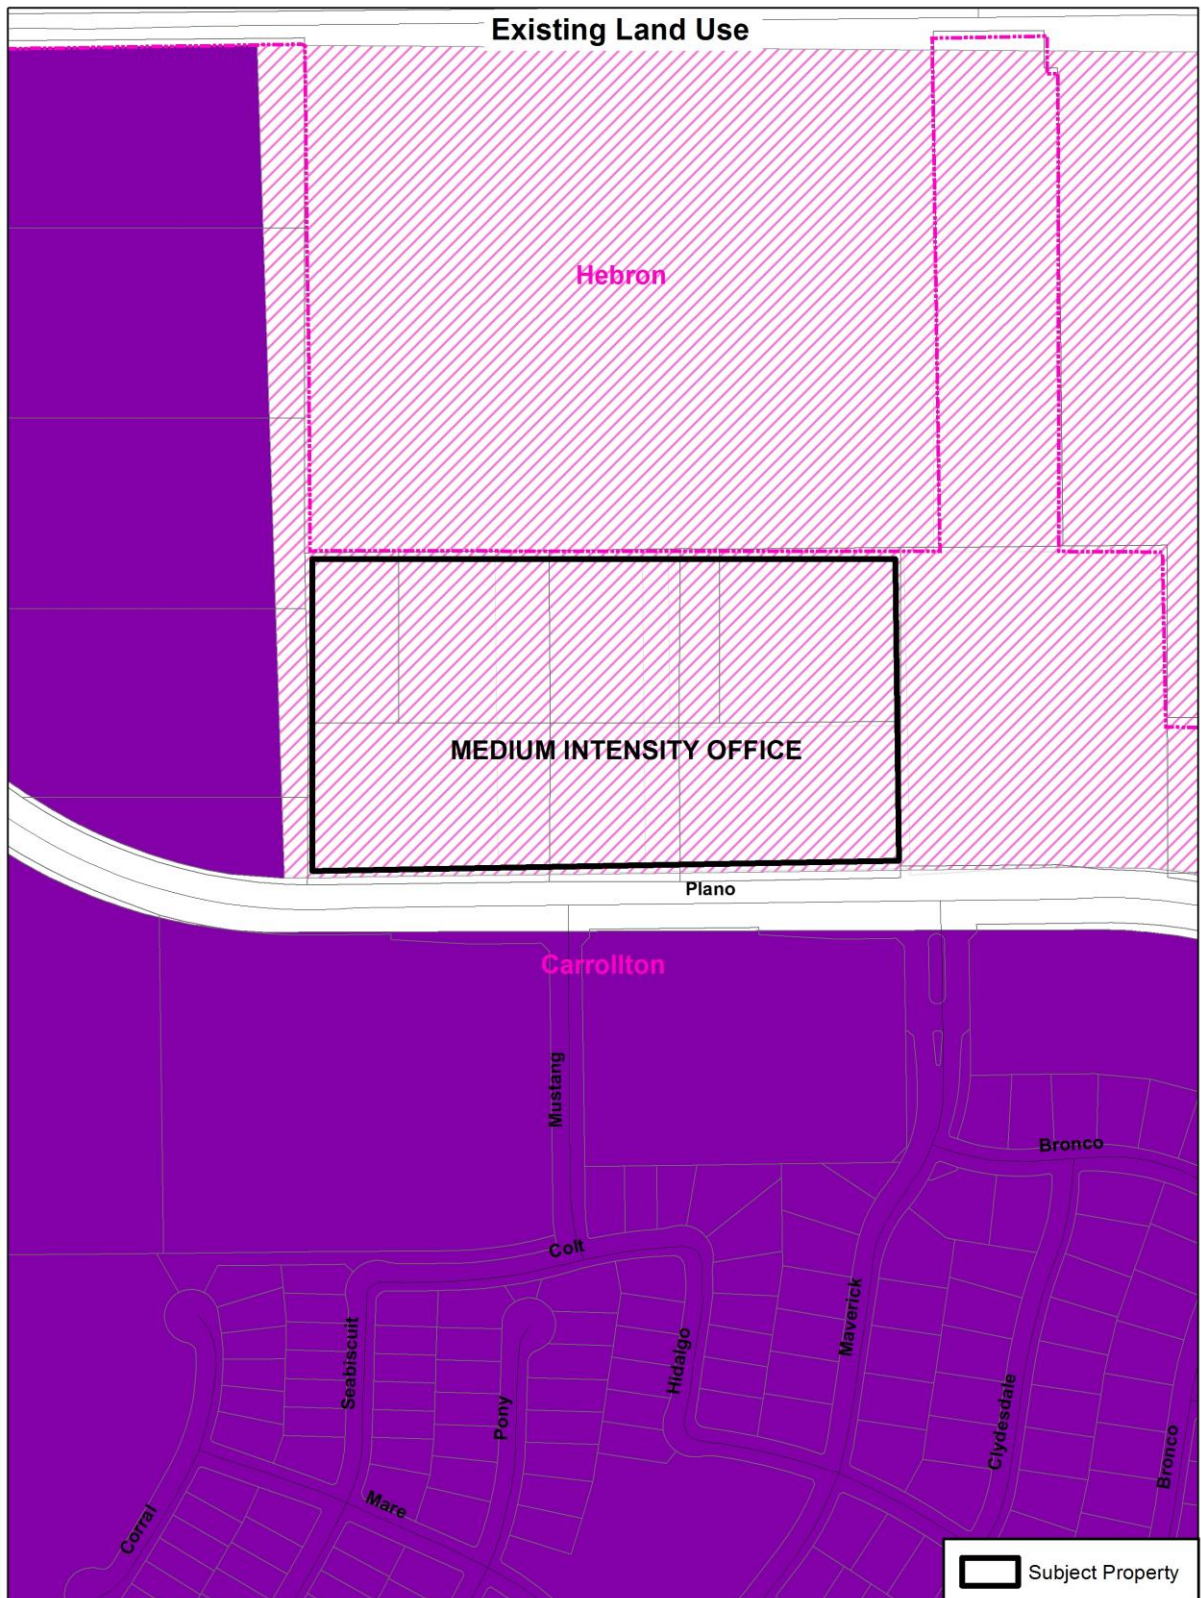 Existing Land Use
Hebron
MEDIUM INTENSITY OFFICE
Plano
Carrollton
Mustang
Bronco
Colt
Maverick
Seabiscuit
Hidalgo
Pony
Clydesdale
Bronco
Mare
Corral
Subject Property